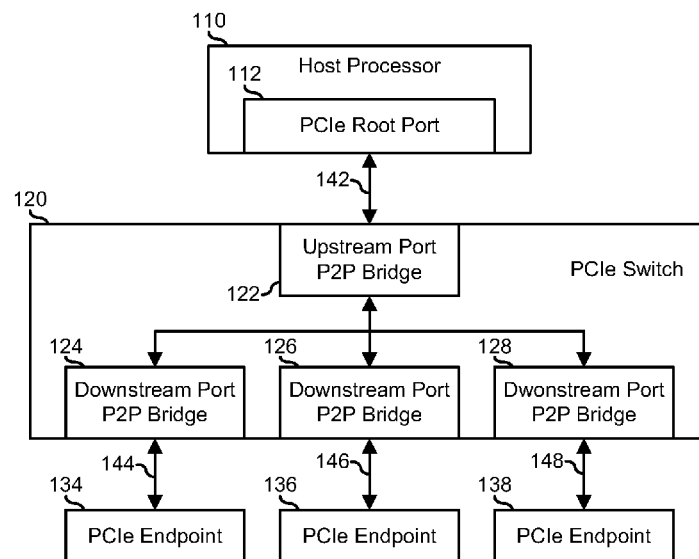 110
Host Processor
112
PCIe Root Port
142
120
Upstream Port
P2P Bridge
PCIe Switch
122
124
126
128
Downstream Port
P2P Bridge
Downstream Port
P2P Bridge
Dwonstream Port
P2P Bridge
144
146
148
134
136
138
PCIe Endpoint
PCIe Endpoint
PCIe Endpoint